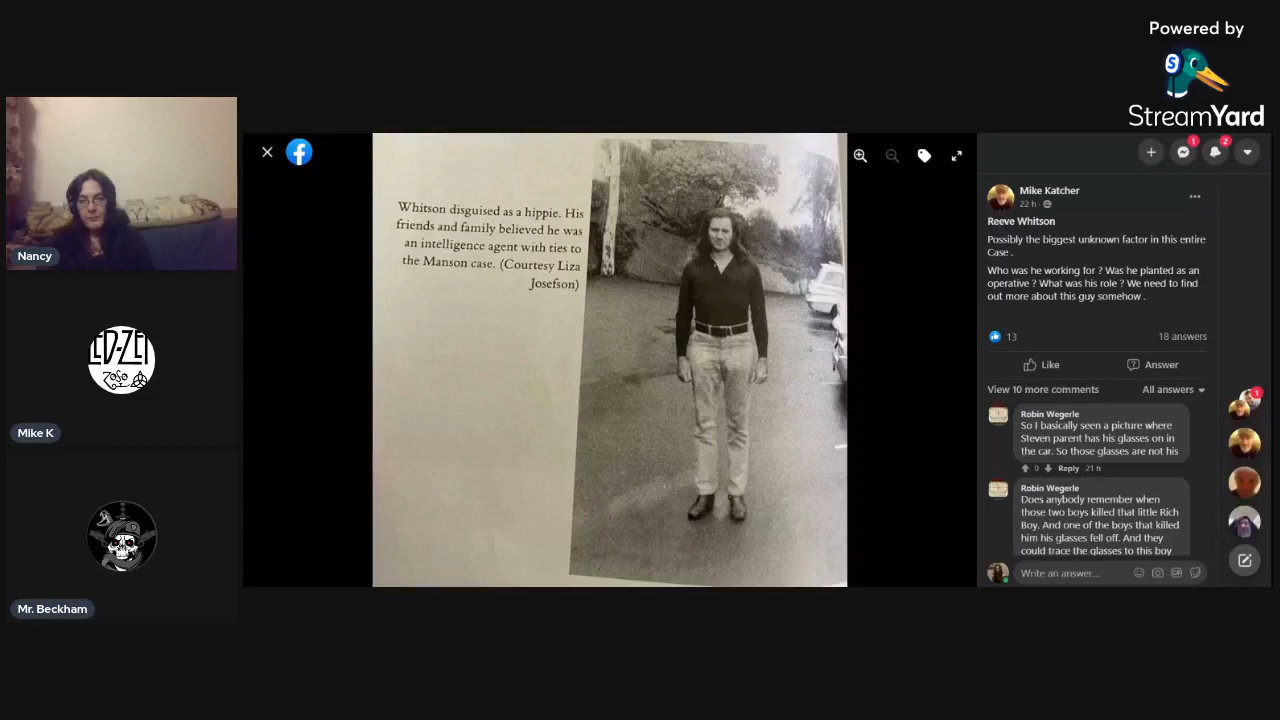 Powered by
StreamYard
Nancy
LED-ZEP
ZOSO
Mike K
Mr. Beckham
Whitson disguised as a hippie. His
friends and family believed he was
an intelligence agent with ties to
the Manson case. (Courtesy Liza
Josefson)
1
2
Mike Katcher
22 h ·
Reeve Whitson
Possibly the biggest unknown factor in this entire
Case .
Who was he working for ? Was he planted as an
operative ? What was his role ? We need to find
out more about this guy somehow .
13
18 answers
Like
Answer
View 10 more comments
All answers
Robin Wegerle
So I basically seen a picture where
Steven parent has his glasses on in
the car. So those glasses are not his
0
Reply · 21 h
Robin Wegerle
Does anybody remember when
those two boys killed that little Rich
Boy. And one of the boys that killed
him his glasses fell off. And they
could trace the glasses to this boy
Write an answer...
GIF
1